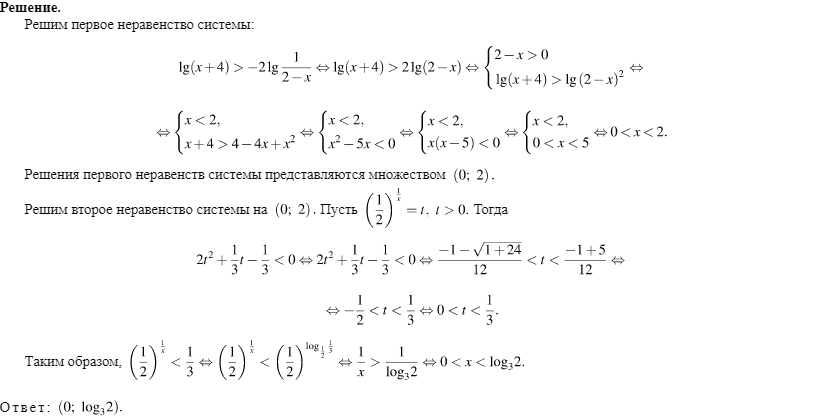 Решение.
Решим первое неравенство системы:
lg(x+4) > −2 lg 1/(2−x) ⇔ lg(x+4) > 2 lg(2−x) ⇔ { 2−x > 0, lg(x+4) > lg(2−x)² ⇔
⇔ { x < 2, x+4 > 4−4x+x² ⇔ { x < 2, x²−5x < 0 ⇔ { x < 2, x(x−5) < 0 ⇔ { x < 2, 0 < x < 5 ⇔ 0 < x < 2.
Решения первого неравенств системы представляются множеством (0; 2).
Решим второе неравенство системы на (0; 2). Пусть (1/2)^(1/x) = t, t > 0. Тогда
2t² + 1/3 t − 1/3 < 0 ⇔ 2t² + 1/3 t − 1/3 < 0 ⇔ (−1−√(1+24))/12 < t < (−1+5)/12 ⇔
⇔ −1/2 < t < 1/3 ⇔ 0 < t < 1/3.
Таким образом, (1/2)^(1/x) < 1/3 ⇔ (1/2)^(1/x) < (1/2)^(log_(1/2) 1/3) ⇔ 1/x > 1/(log₃2) ⇔ 0 < x < log₃2.
Ответ: (0; log₃2).